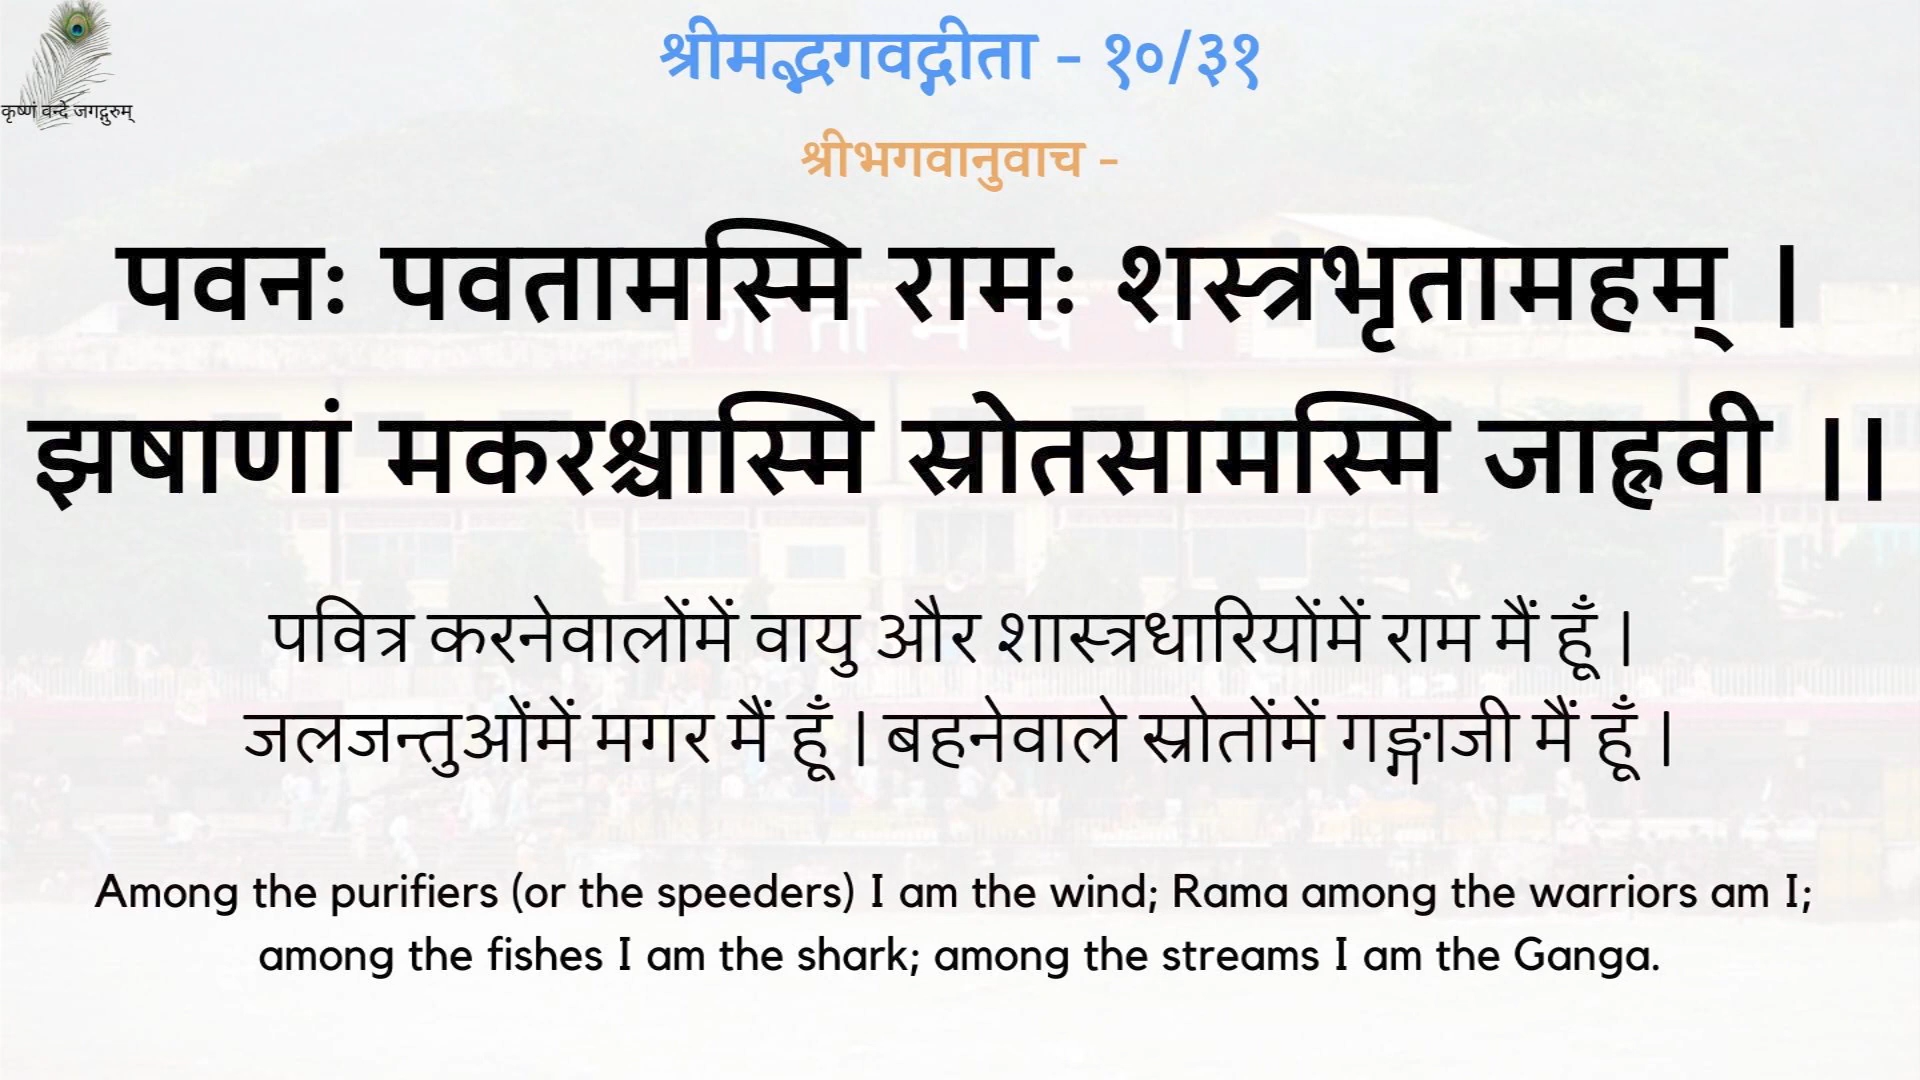 श्रीमद्भगवद्गीता - १०/३१
कृष्णं वन्दे जगद्गुरुम्
श्रीभगवानुवाच -
पवनः पवतामस्मि रामः शस्त्रभृतामहम् ।
गीता भवन
झषाणां मकरश्चास्मि स्रोतसामस्मि जाह्नवी ।।
पवित्र करनेवालोंमें वायु और शास्त्रधारियोंमें राम मैं हूँ |
जलजन्तुओंमें मगर मैं हूँ | बहनेवाले स्रोतोंमें गङ्गाजी मैं हूँ |
Among the purifiers (or the speeders) I am the wind; Rama among the warriors am I;
among the fishes I am the shark; among the streams I am the Ganga.